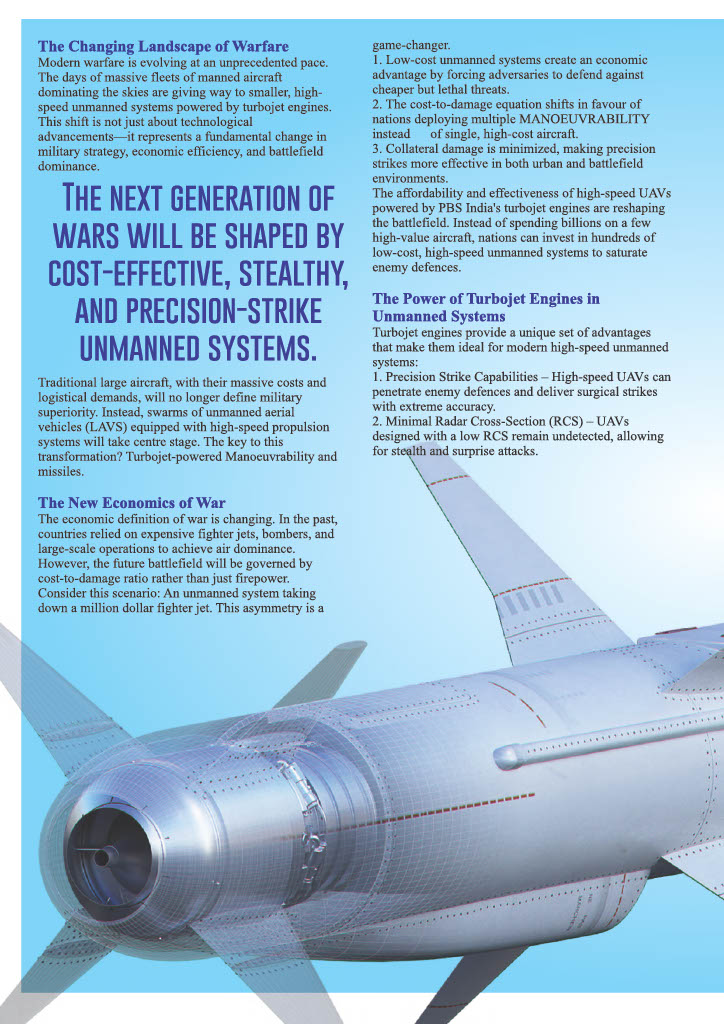 The Changing Landscape of Warfare
Modern warfare is evolving at an unprecedented pace.
The days of massive fleets of manned aircraft
dominating the skies are giving way to smaller, high-
speed unmanned systems powered by turbojet engines.
This shift is not just about technological
advancements—it represents a fundamental change in
military strategy, economic efficiency, and battlefield
dominance.
THE NEXT GENERATION OF
WARS WILL BE SHAPED BY
COST-EFFECTIVE, STEALTHY,
AND PRECISION-STRIKE
UNMANNED SYSTEMS.
Traditional large aircraft, with their massive costs and
logistical demands, will no longer define military
superiority. Instead, swarms of unmanned aerial
vehicles (LAVS) equipped with high-speed propulsion
systems will take centre stage. The key to this
transformation? Turbojet-powered Manoeuvrability and
missiles.
The New Economics of War
The economic definition of war is changing. In the past,
countries relied on expensive fighter jets, bombers, and
large-scale operations to achieve air dominance.
However, the future battlefield will be governed by
cost-to-damage ratio rather than just firepower.
Consider this scenario: An unmanned system taking
down a million dollar fighter jet. This asymmetry is a
game-changer.
1. Low-cost unmanned systems create an economic
advantage by forcing adversaries to defend against
cheaper but lethal threats.
2. The cost-to-damage equation shifts in favour of
nations deploying multiple MANOEUVRABILITY
instead of single, high-cost aircraft.
3. Collateral damage is minimized, making precision
strikes more effective in both urban and battlefield
environments.
The affordability and effectiveness of high-speed UAVs
powered by PBS India's turbojet engines are reshaping
the battlefield. Instead of spending billions on a few
high-value aircraft, nations can invest in hundreds of
low-cost, high-speed unmanned systems to saturate
enemy defences.
The Power of Turbojet Engines in
Unmanned Systems
Turbojet engines provide a unique set of advantages
that make them ideal for modern high-speed unmanned
systems:
1. Precision Strike Capabilities – High-speed UAVs can
penetrate enemy defences and deliver surgical strikes
with extreme accuracy.
2. Minimal Radar Cross-Section (RCS) – UAVs
designed with a low RCS remain undetected, allowing
for stealth and surprise attacks.